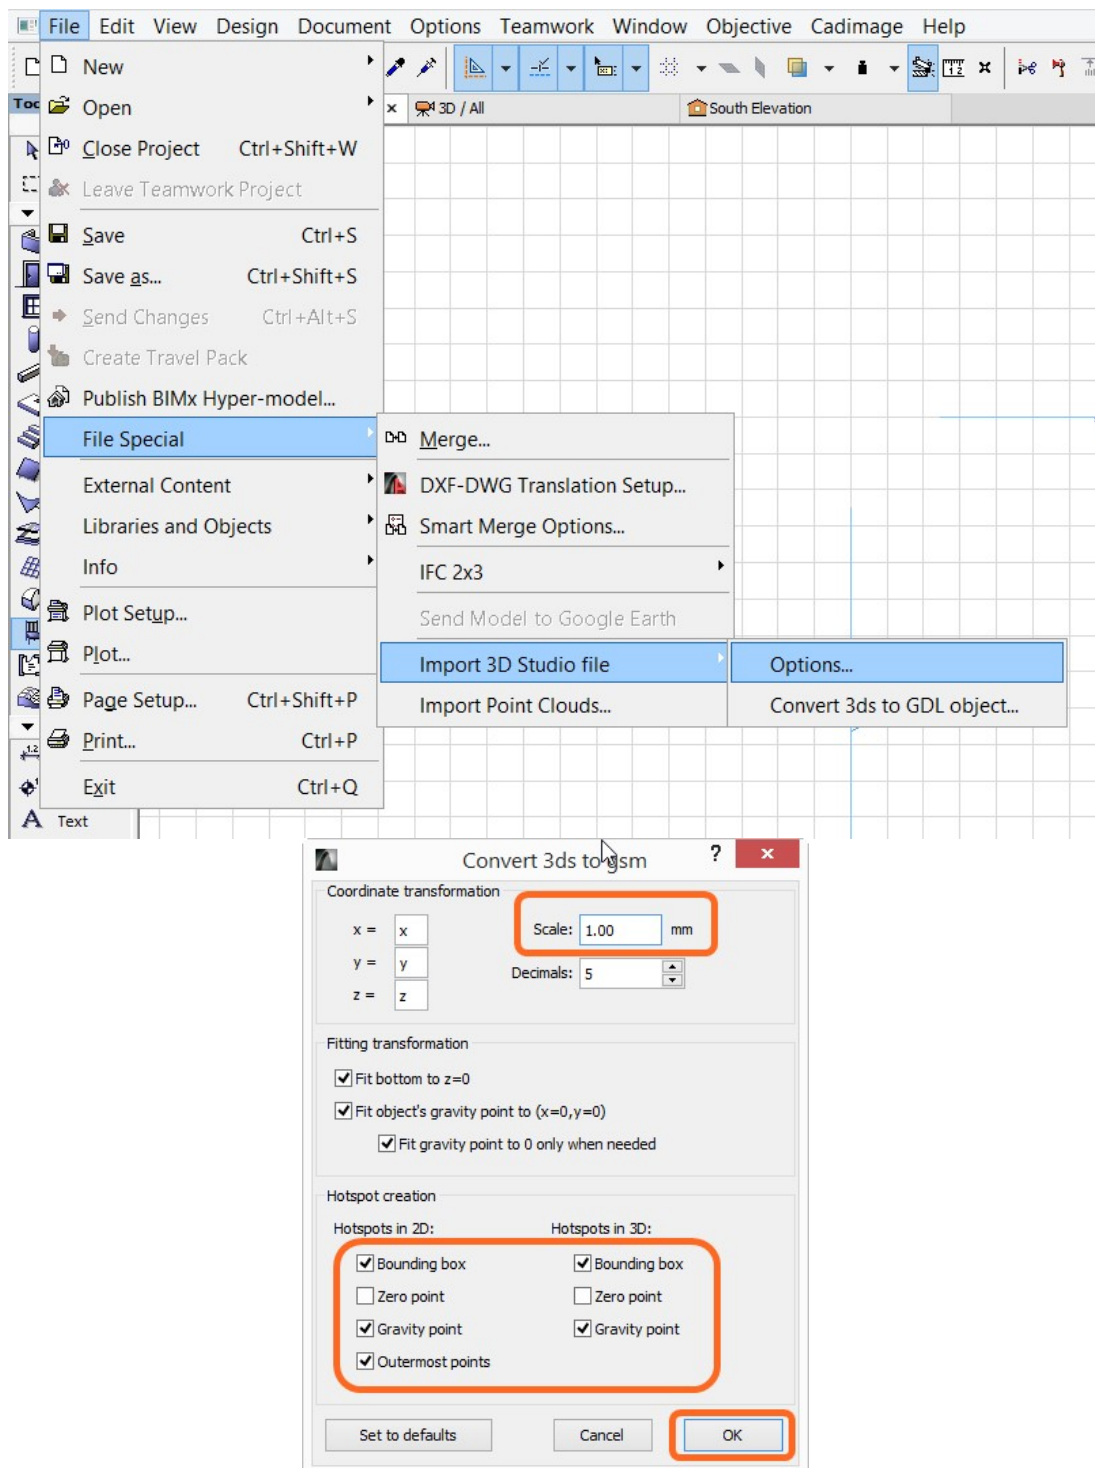 File Edit View Design Document Options Teamwork Window Objective Cadimage Help
New
Too
Open
3D / All
South Elevation
Close Project Ctrl+Shift+W
Leave Teamwork Project
Save Ctrl+S
Save as... Ctrl+Shift+S
Send Changes Ctrl+Alt+S
Create Travel Pack
Publish BIMx Hyper-model...
File Special
Merge...
External Content
DXF-DWG Translation Setup...
Libraries and Objects
Smart Merge Options...
Info
IFC 2x3
Plot Setup...
Send Model to Google Earth
Plot...
Import 3D Studio file
Options...
Page Setup... Ctrl+Shift+P
Import Point Clouds...
Convert 3ds to GDL object...
Print... Ctrl+P
1.2
Exit Ctrl+Q
A Text
Convert 3ds to gsm ? x
Coordinate transformation
x = x Scale: 1.00 mm
y = y Decimals: 5
z = z
Fitting transformation
Fit bottom to z=0
Fit object's gravity point to (x=0,y=0)
Fit gravity point to 0 only when needed
Hotspot creation
Hotspots in 2D: Hotspots in 3D:
Bounding box Bounding box
Zero point Zero point
Gravity point Gravity point
Outermost points
Set to defaults Cancel OK